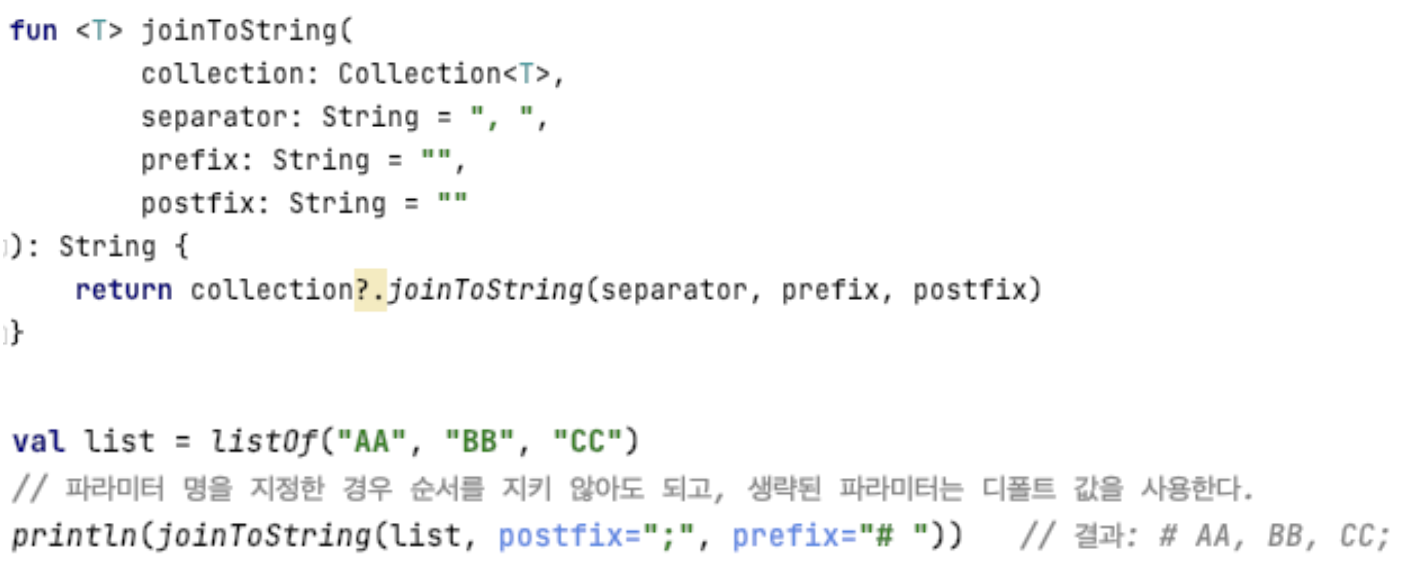 fun <T> joinToString(
collection: Collection<T>,
separator: String = ", ",
prefix: String = "",
postfix: String = ""
): String {
return collection?.joinToString(separator, prefix, postfix)
}
val list = listOf("AA", "BB", "CC")
// 파라미터 명을 지정한 경우 순서를 지키 않아도 되고, 생략된 파라미터는 디폴트 값을 사용한다.
println(joinToString(list, postfix=";", prefix="# ")) // 결과: # AA, BB, CC;